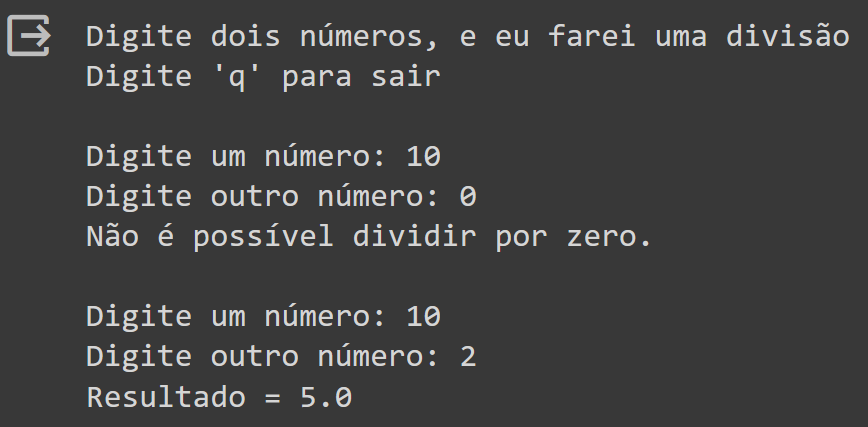 Digite dois números, e eu farei uma divisão
Digite 'q' para sair
Digite um número: 10
Digite outro número: 0
Não é possível dividir por zero.
Digite um número: 10
Digite outro número: 2
Resultado = 5.0